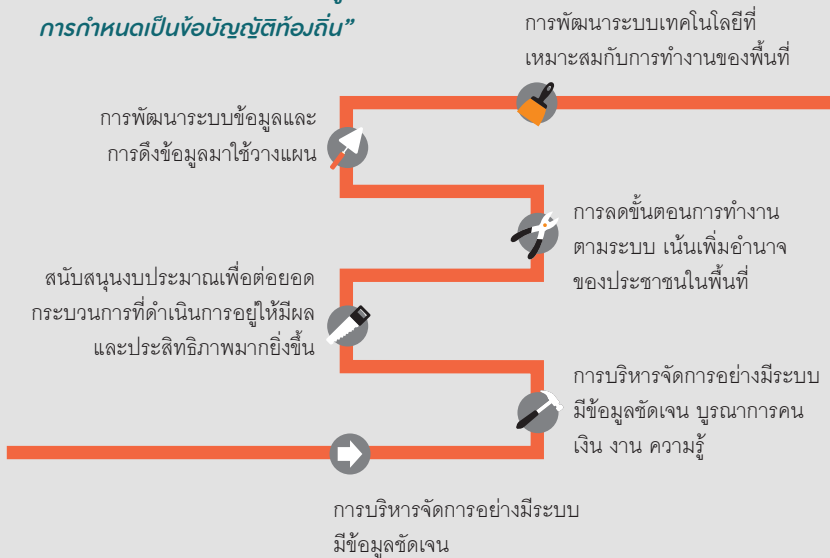 การกำหนดเป็นข้อบัญญัติท้องถิ่น”
การพัฒนาระบบเทคโนโลยีที่
เหมาะสมกับการทำงานของพื้นที่
การพัฒนาระบบข้อมูลและ
การดึงข้อมูลมาใช้วางแผน
การลดขั้นตอนการทำงาน
ตามระบบ เน้นเพิ่มอำนาจ
ของประชาชนในพื้นที่
สนับสนุนงบประมาณเพื่อต่อยอด
กระบวนการที่ดำเนินการอยู่ให้มีผล
และประสิทธิภาพมากยิ่งขึ้น
การบริหารจัดการอย่างมีระบบ
มีข้อมูลชัดเจน บูรณาการคน
เงิน งาน ความรู้
การบริหารจัดการอย่างมีระบบ
มีข้อมูลชัดเจน